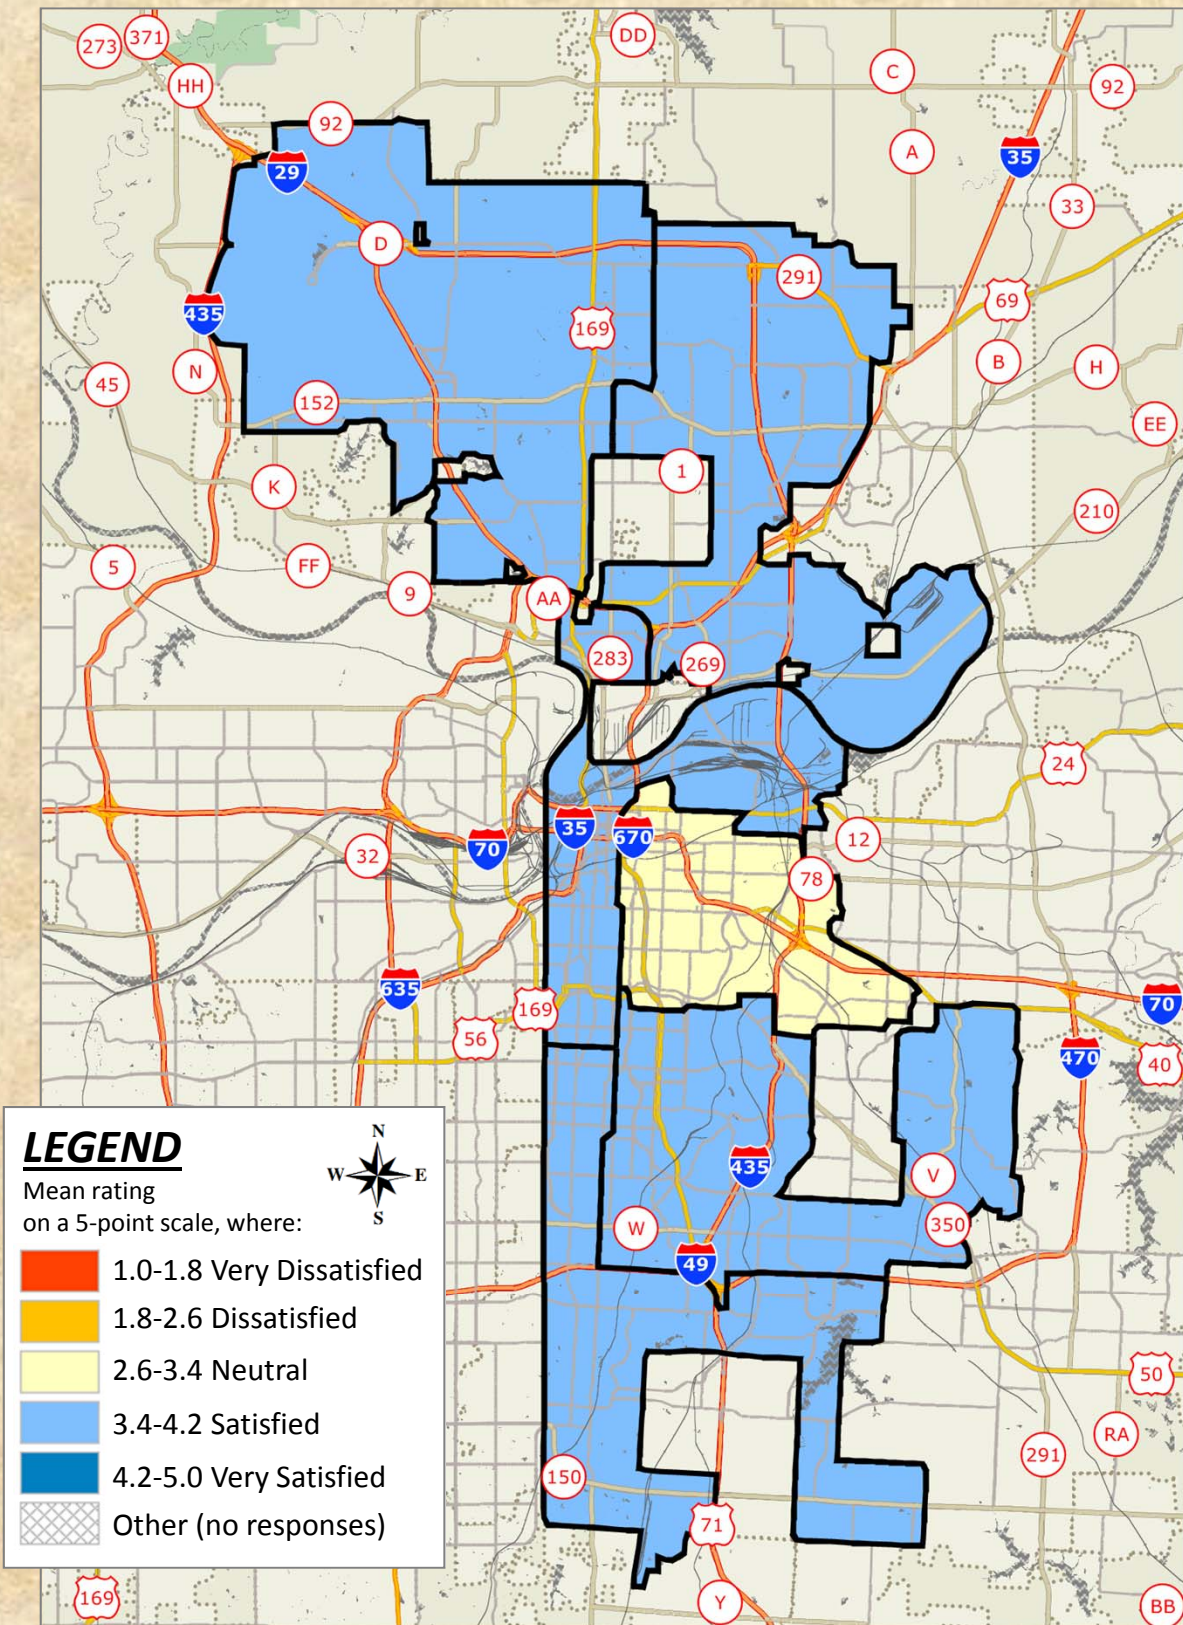 273
371
DD
C
HH
92
92
A
35
29
33
D
291
69
435
169
B
N
H
45
152
EE
1
K
210
5
FF
9
AA
283
269
24
35
670
12
70
32
78
635
70
169
56
470
40
435
V
350
W
49
50
RA
291
150
71
169
Y
BB
LEGEND
N
W E
S
Mean rating
on a 5-point scale, where:
1.0-1.8 Very Dissatisfied
1.8-2.6 Dissatisfied
2.6-3.4 Neutral
3.4-4.2 Satisfied
4.2-5.0 Very Satisfied
Other (no responses)